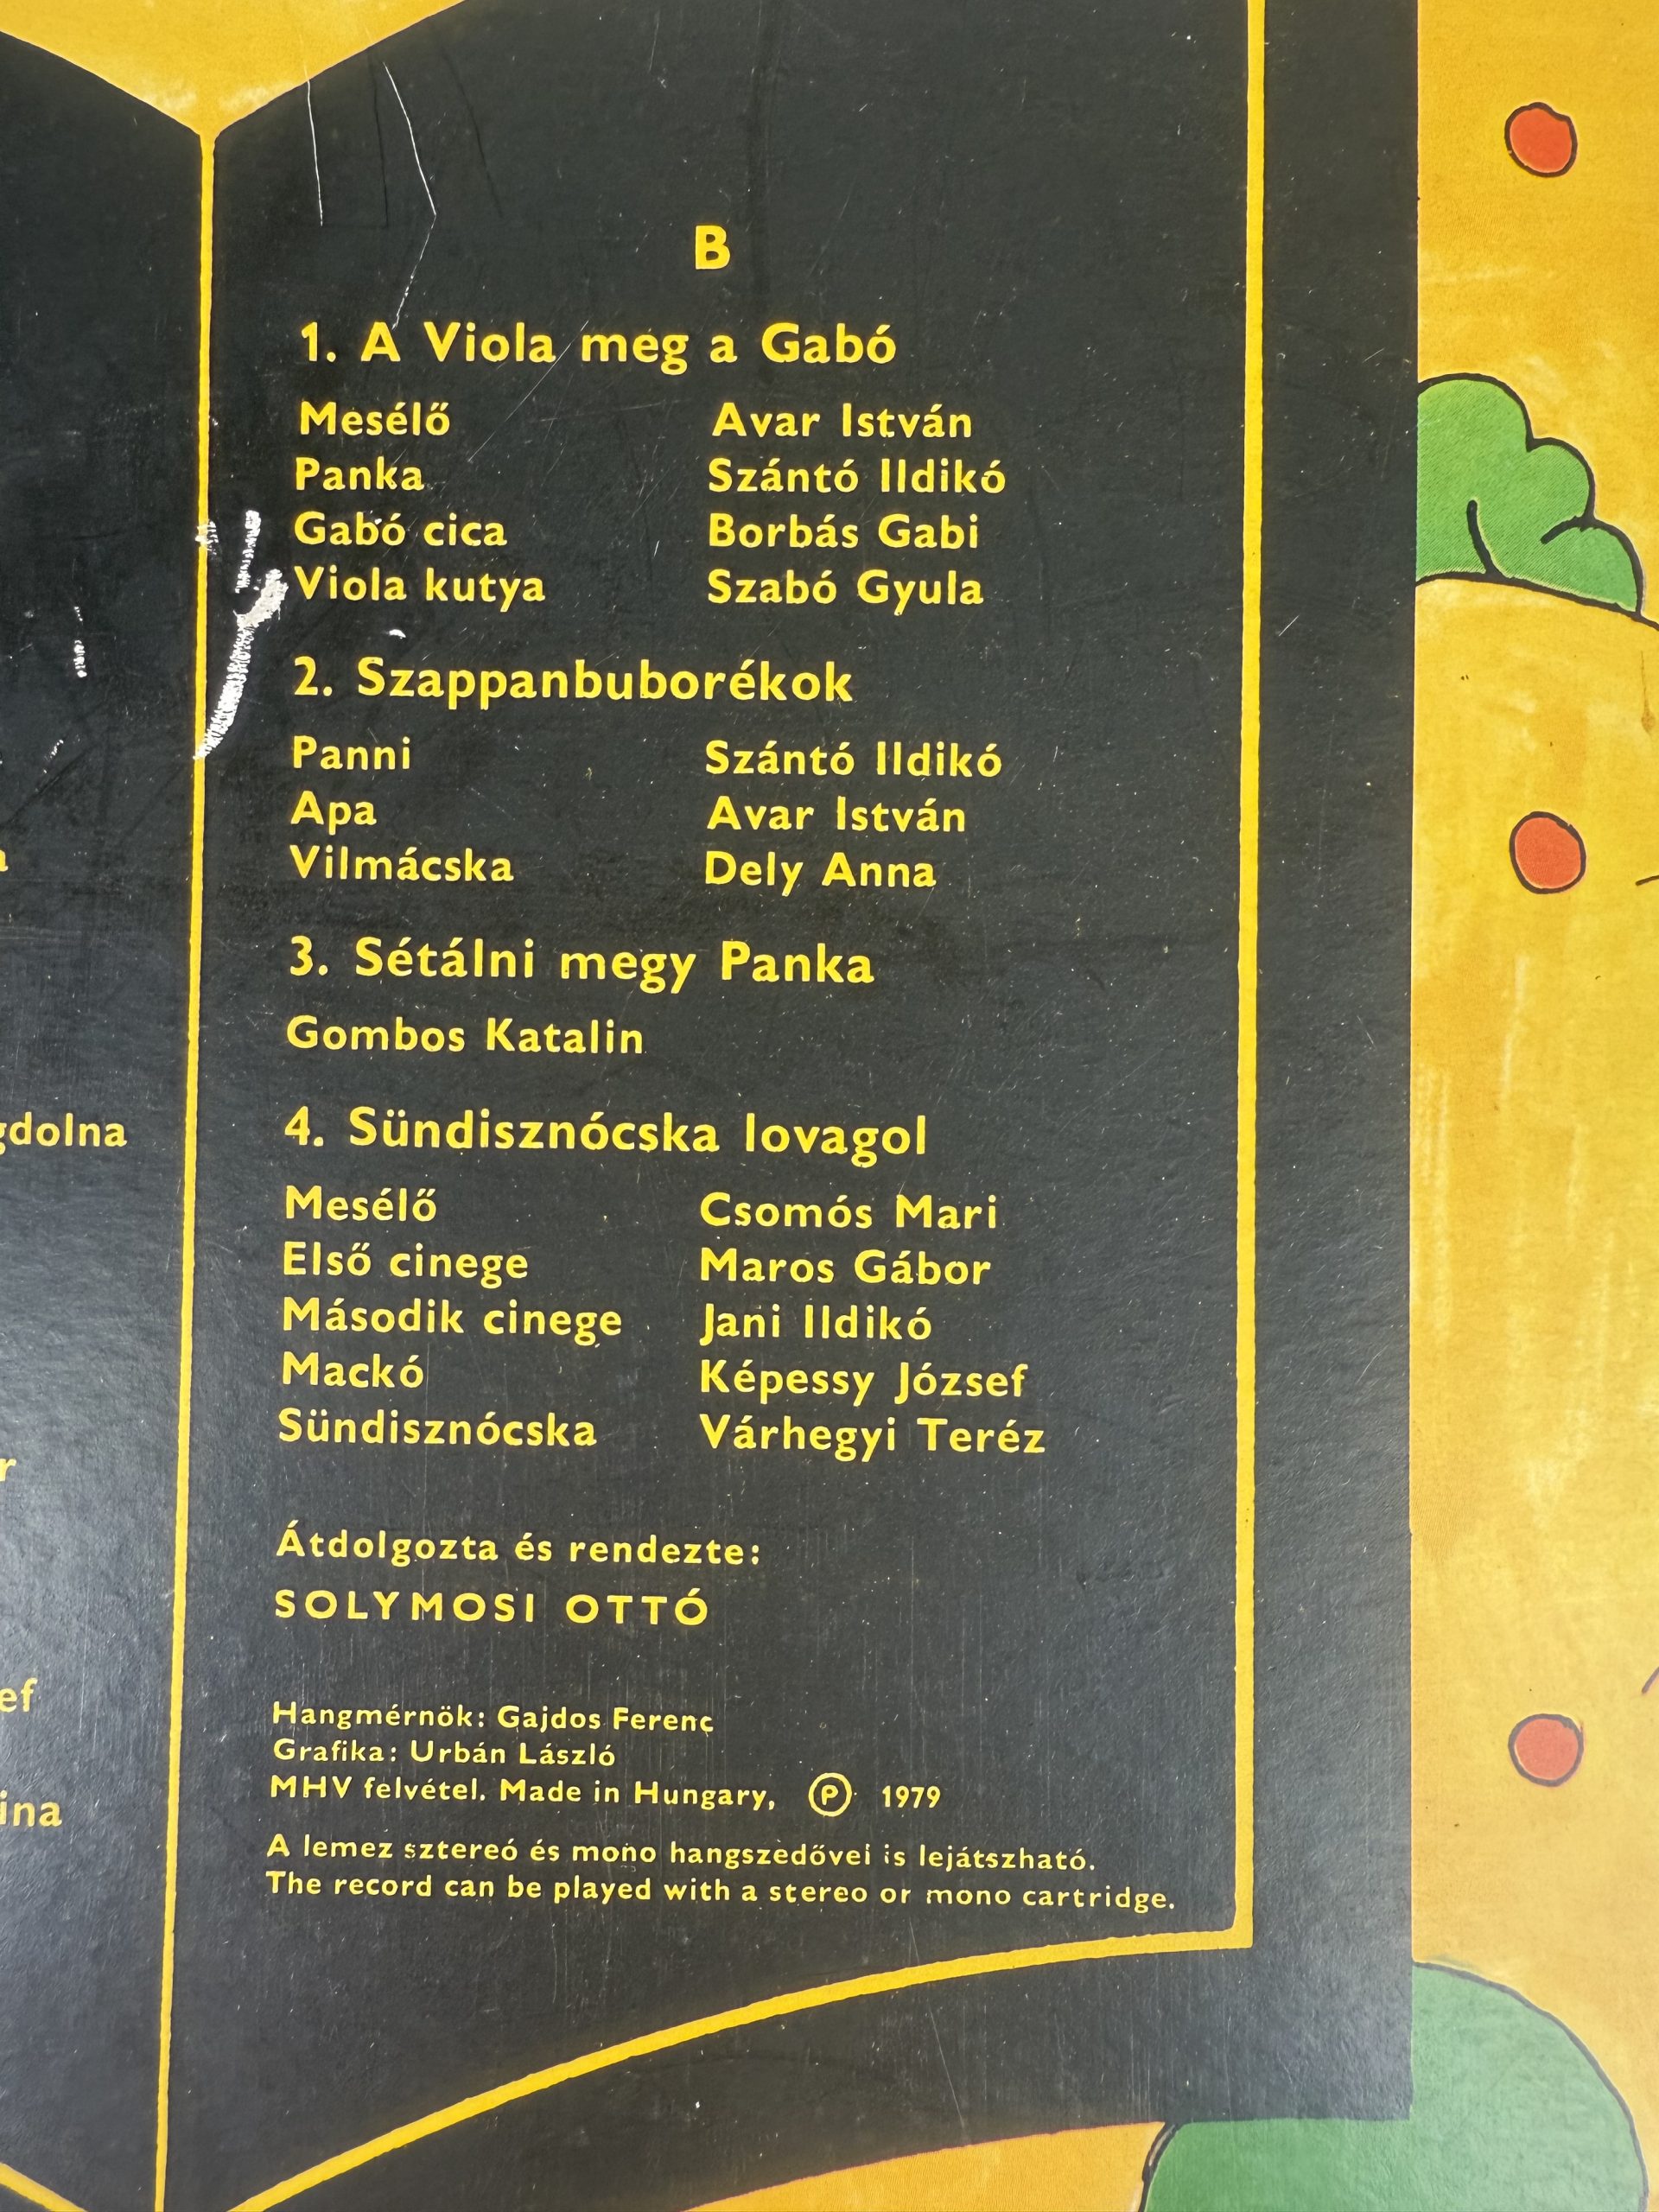 B
1. A Viola meg a Gabó
Mesélő Avar István
Panka Szántó Ildikó
Gabó cica Borbás Gabi
Viola kutya Szabó Gyula
2. Szappanbuborékok
Panni Szántó Ildikó
Apa Avar István
Vilmácska Dely Anna
3. Sétálni megy Panka
Gombos Katalin
4. Sündisznócska lovagol
Mesélő Csomós Mari
Első cinege Maros Gábor
Második cinege Jani Ildikó
Mackó Képessy József
Sündisznócska Várhegyi Teréz
Átdolgozta és rendezte:
SOLYMOSI OTTÓ
Hangmérnök: Gajdos Ferenc
Grafika: Urbán László
MHV felvétel. Made in Hungary, Ⓟ 1979
A lemez sztereó és mono hangszedővel is lejátszható.
The record can be played with a stereo or mono cartridge.